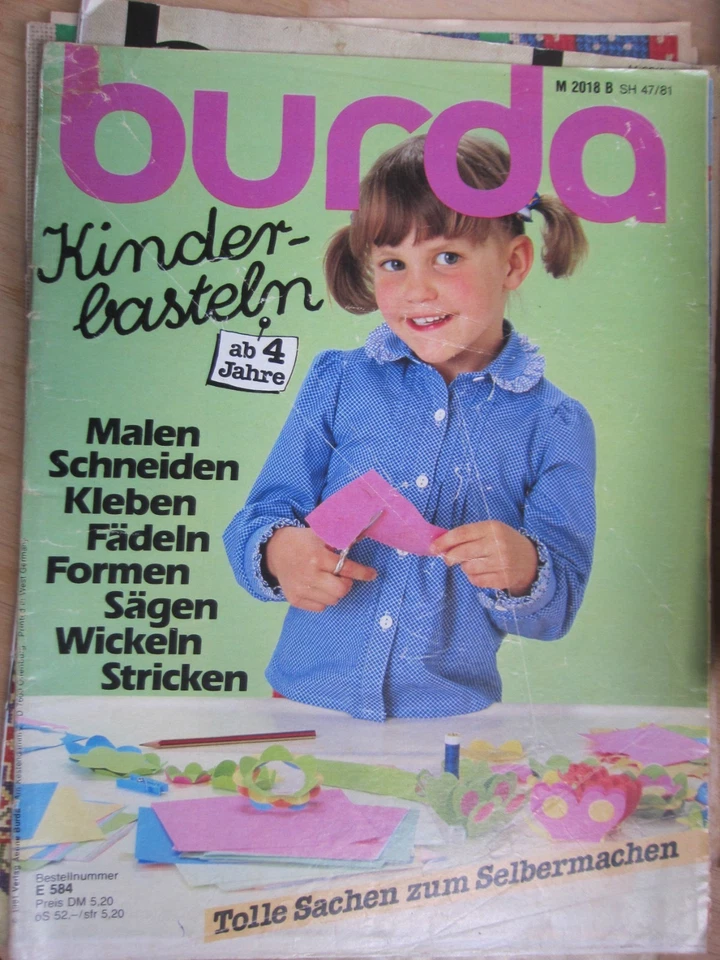 burda
M 2018 B SH 47/81
Kinder-
basteln
ab 4
Jahre
Malen
Schneiden
Kleben
Fädeln
Formen
Sägen
Wickeln
Stricken
Bestellnummer
E 584
Preis DM 5,20
öS 52,–/sfr 5,20
Tolle Sachen zum Selbermachen